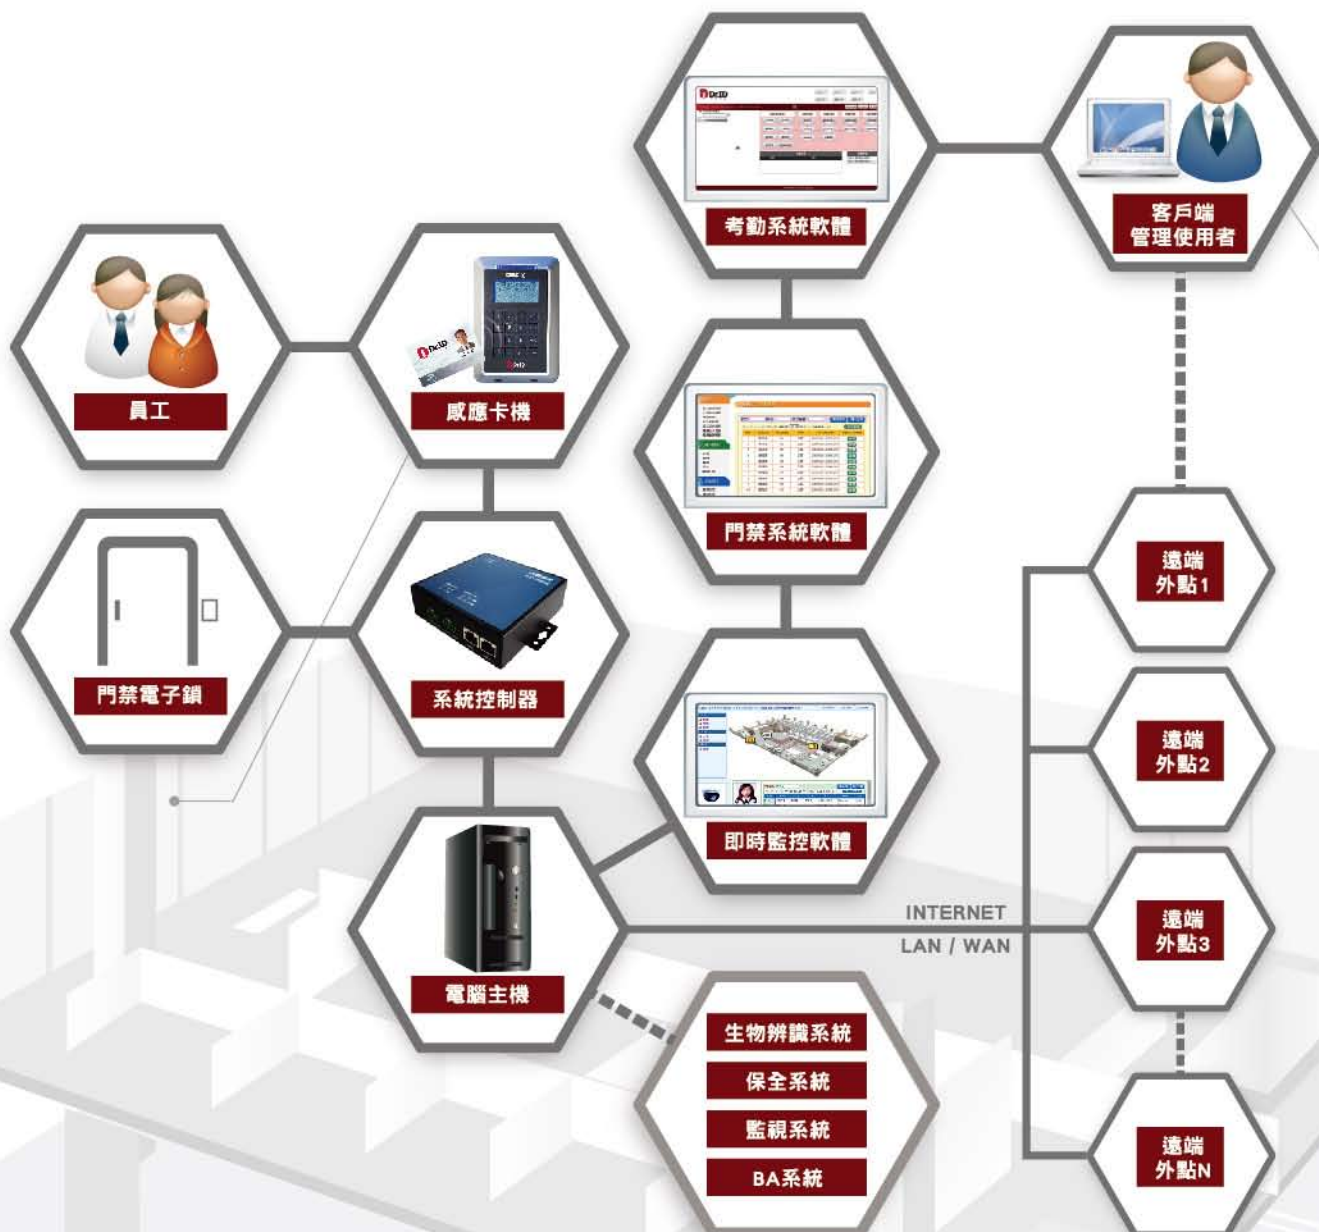 DrID
考勤系統軟體
客戶端
管理使用者
員工
DrID
DrID
感應卡機
門禁系統軟體
遠端
外點1
門禁電子鎖
系統控制器
遠端
外點2
即時監控軟體
INTERNET
LAN / WAN
遠端
外點3
電腦主機
生物辨識系統
保全系統
監視系統
BA系統
遠端
外點N